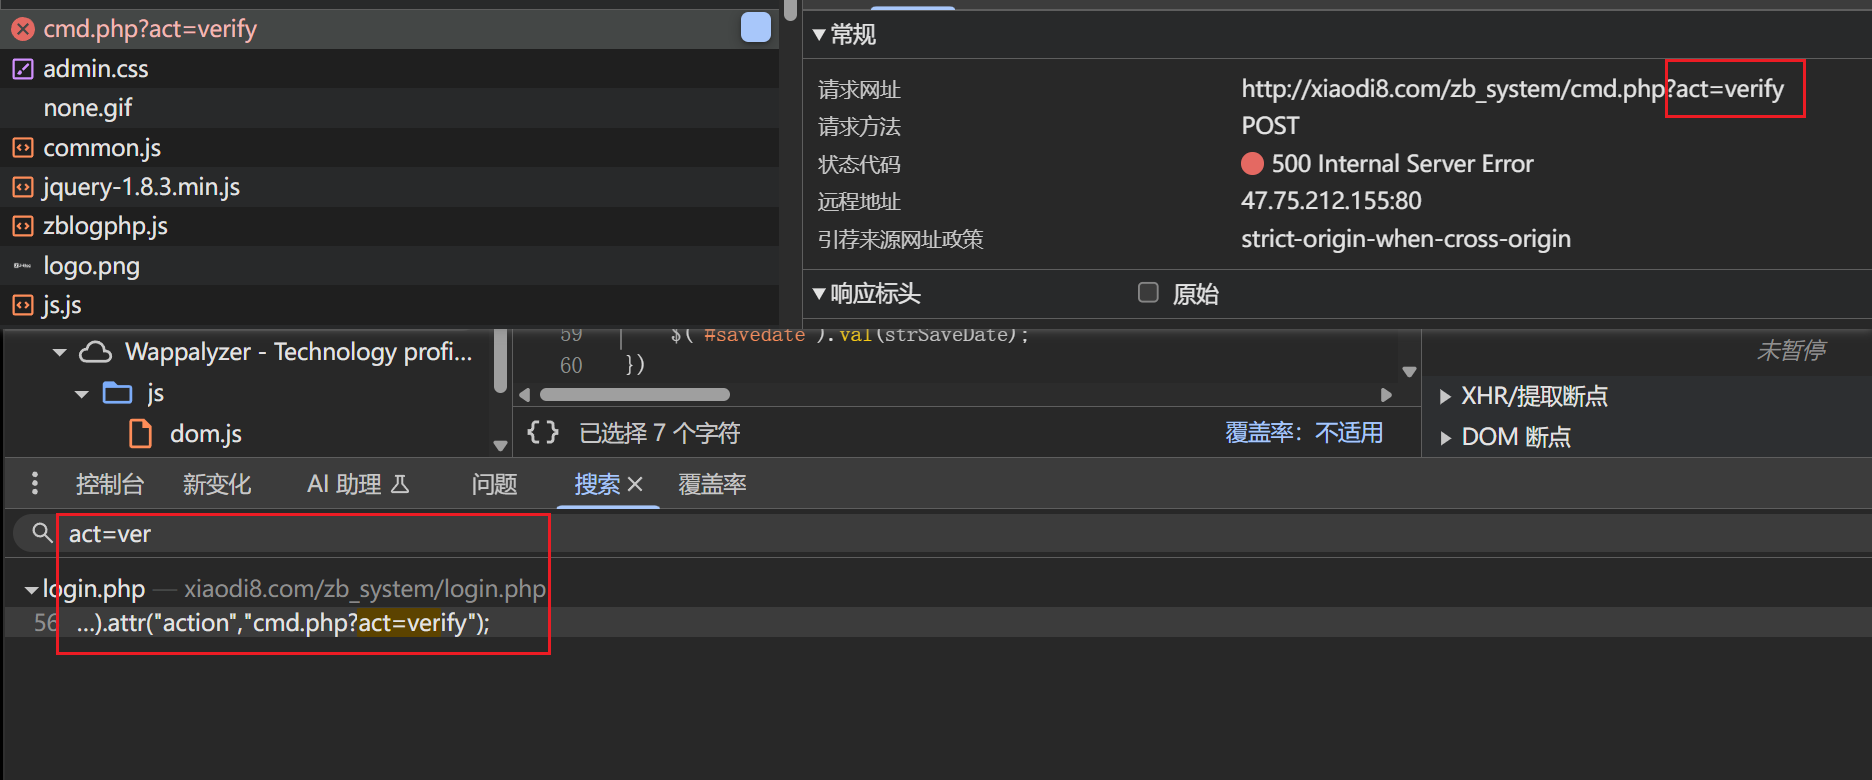 cmd.php?act=verify
admin.css
none.gif
common.js
jquery-1.8.3.min.js
zblogphp.js
logo.png
js.js
常规
请求网址 http://xiaodi8.com/zb_system/cmd.php?act=verify
请求方法 POST
状态代码 500 Internal Server Error
远程地址 47.75.212.155:80
引荐来源网址政策 strict-origin-when-cross-origin
响应标头 原始
Wappalyzer - Technology profi...
js
dom.js
59 $("#savedate").val(strSaveDate);
60 })
{} 已选择 7 个字符 覆盖率：不适用
未暂停
XHR/提取断点
DOM 断点
控制台 新变化 AI 助理 问题 搜索 × 覆盖率
act=ver
login.php — xiaodi8.com/zb_system/login.php
56 ...).attr("action","cmd.php?act=verify");